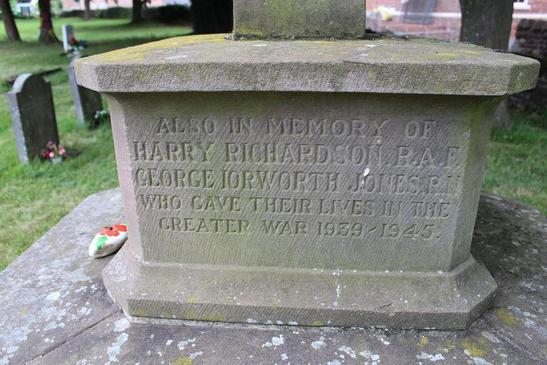 ALSO IN MEMORY OF
HARRY RICHARDSON. R.A.F.
GEORGE IORWORTH JONES. R.N.
WHO GAVE THEIR LIVES IN THE
GREATER WAR 1939-1945.